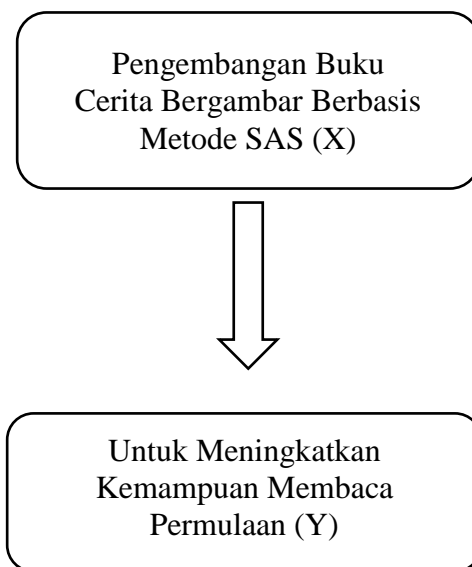 Pengembangan Buku
Cerita Bergambar Berbasis
Metode SAS (X)
Untuk Meningkatkan
Kemampuan Membaca
Permulaan (Y)